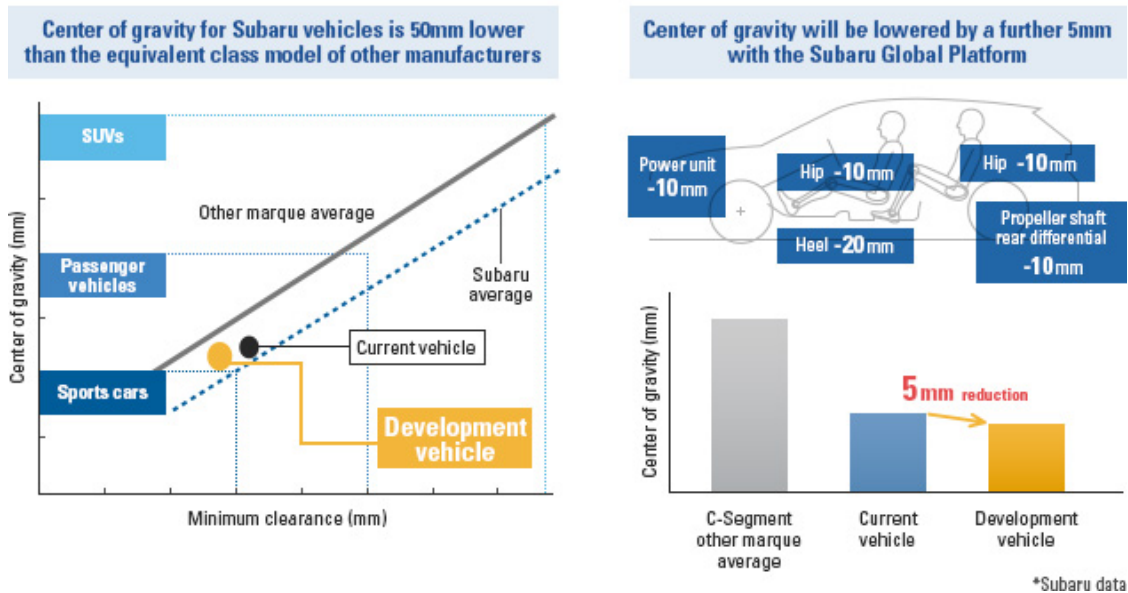 Center of gravity for Subaru vehicles is 50mm lower
than the equivalent class model of other manufacturers
Center of gravity (mm)
SUVs
Passenger
vehicles
Sports cars
Other marque average
Subaru
average
Current vehicle
Development
vehicle
Minimum clearance (mm)
Center of gravity will be lowered by a further 5mm
with the Subaru Global Platform
Power unit
-10mm
Hip -10mm
Hip -10mm
Heel -20mm
Propeller shaft
rear differential
-10mm
Center of gravity (mm)
5mm reduction
C-Segment
other marque
average
Current
vehicle
Development
vehicle
*Subaru data